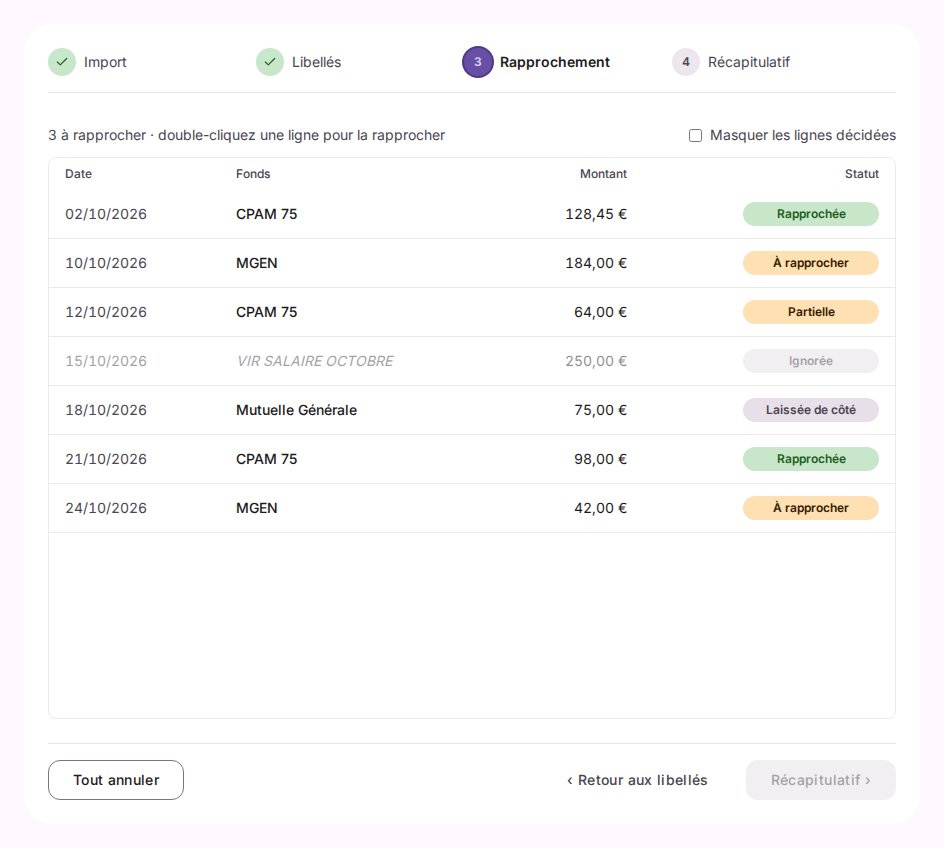 Import
Libellés
3 Rapprochement
4 Récapitulatif
3 à rapprocher · double-cliquez une ligne pour la rapprocher
Masquer les lignes décidées
Date Fonds Montant Statut
02/10/2026 CPAM 75 128,45 € Rapprochée
10/10/2026 MGEN 184,00 € À rapprocher
12/10/2026 CPAM 75 64,00 € Partielle
15/10/2026 VIR SALAIRE OCTOBRE 250,00 € Ignorée
18/10/2026 Mutuelle Générale 75,00 € Laissée de côté
21/10/2026 CPAM 75 98,00 € Rapprochée
24/10/2026 MGEN 42,00 € À rapprocher
Tout annuler
‹ Retour aux libellés
Récapitulatif ›